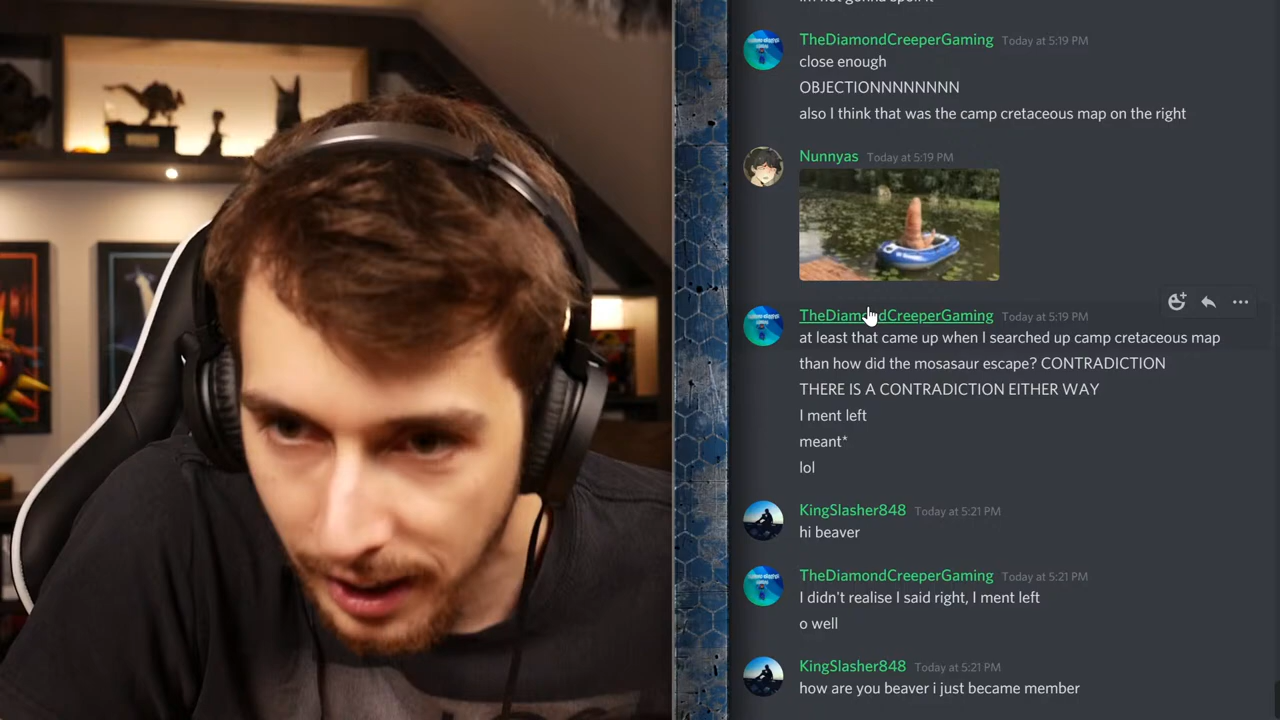 TheDiamondCreeperGaming Today at 5:19 PM
close enough
OBJECTIONNNNNNNN
also I think that was the camp cretaceous map on the right
Nunnyas Today at 5:19 PM
TheDiamondCreeperGaming Today at 5:19 PM
at least that came up when I searched up camp cretaceous map
than how did the mosasaur escape? CONTRADICTION
THERE IS A CONTRADICTION EITHER WAY
I ment left
meant*
lol
KingSlasher848 Today at 5:21 PM
hi beaver
TheDiamondCreeperGaming Today at 5:21 PM
I didn't realise I said right, I ment left
o well
KingSlasher848 Today at 5:21 PM
how are you beaver i just became member